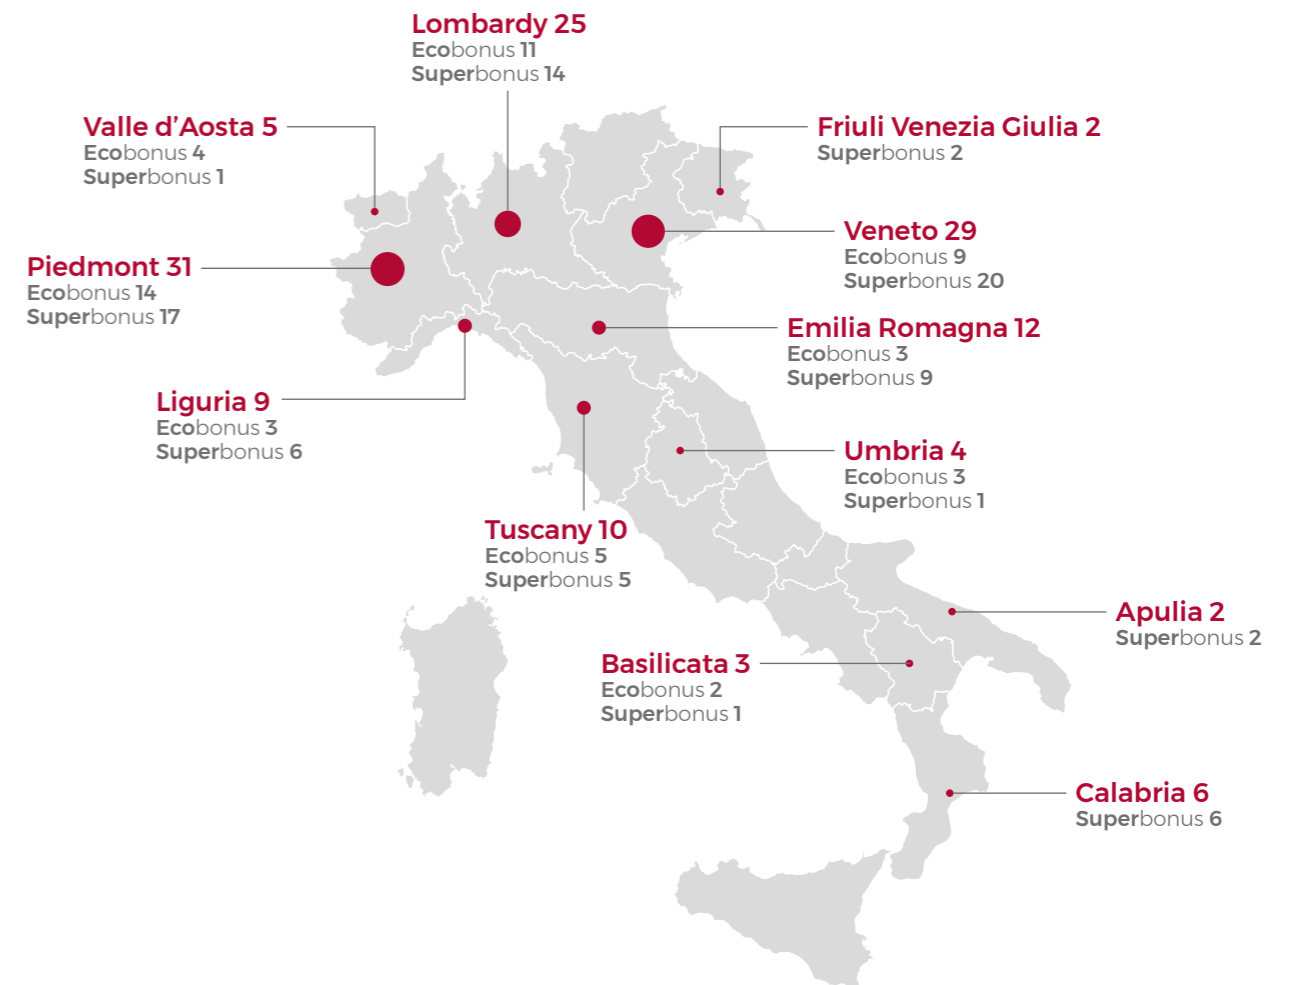 Lombardy 25
Ecobonus 11
Superbonus 14
Valle d’Aosta 5
Ecobonus 4
Superbonus 1
Friuli Venezia Giulia 2
Superbonus 2
Veneto 29
Ecobonus 9
Superbonus 20
Piedmont 31
Ecobonus 14
Superbonus 17
Emilia Romagna 12
Ecobonus 3
Superbonus 9
Liguria 9
Ecobonus 3
Superbonus 6
Umbria 4
Ecobonus 3
Superbonus 1
Tuscany 10
Ecobonus 5
Superbonus 5
Apulia 2
Superbonus 2
Basilicata 3
Ecobonus 2
Superbonus 1
Calabria 6
Superbonus 6